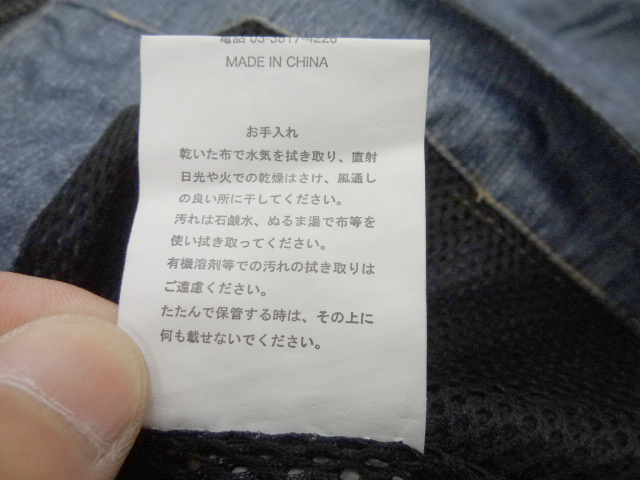 電話 03-3817-4226
MADE IN CHINA
お手入れ
乾いた布で水気を拭き取り、直射
日光や火での乾燥はさけ、風通し
の良い所に干してください。
汚れは石鹸水、ぬるま湯で布等を
使い拭き取ってください。
有機溶剤等での汚れの拭き取りは
ご遠慮ください。
たたんで保管する時は、その上に
何も載せないでください。